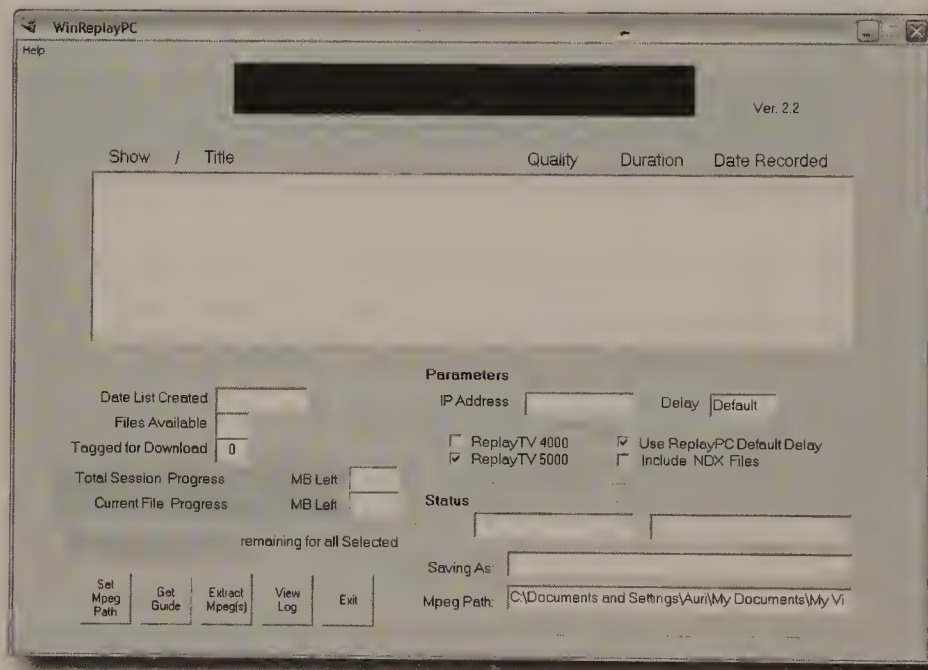 WinReplayPC
Help
Ver. 2.2
Show / Title Quality Duration Date Recorded
Parameters
Date List Created
IP Address Delay Default
Files Available
Tagged for Download 0
ReplayTV 4000 Use ReplayPC Default Delay
ReplayTV 5000 Include NDX Files
Total Session Progress MB Left
Current File Progress MB Left
Status
remaining for all Selected
Saving As:
Set Mpeg Path Get Guide Extract Mpeg(s) View Log Exit
Mpeg Path: C:\Documents and Settings\Auri\My Documents\My Vi